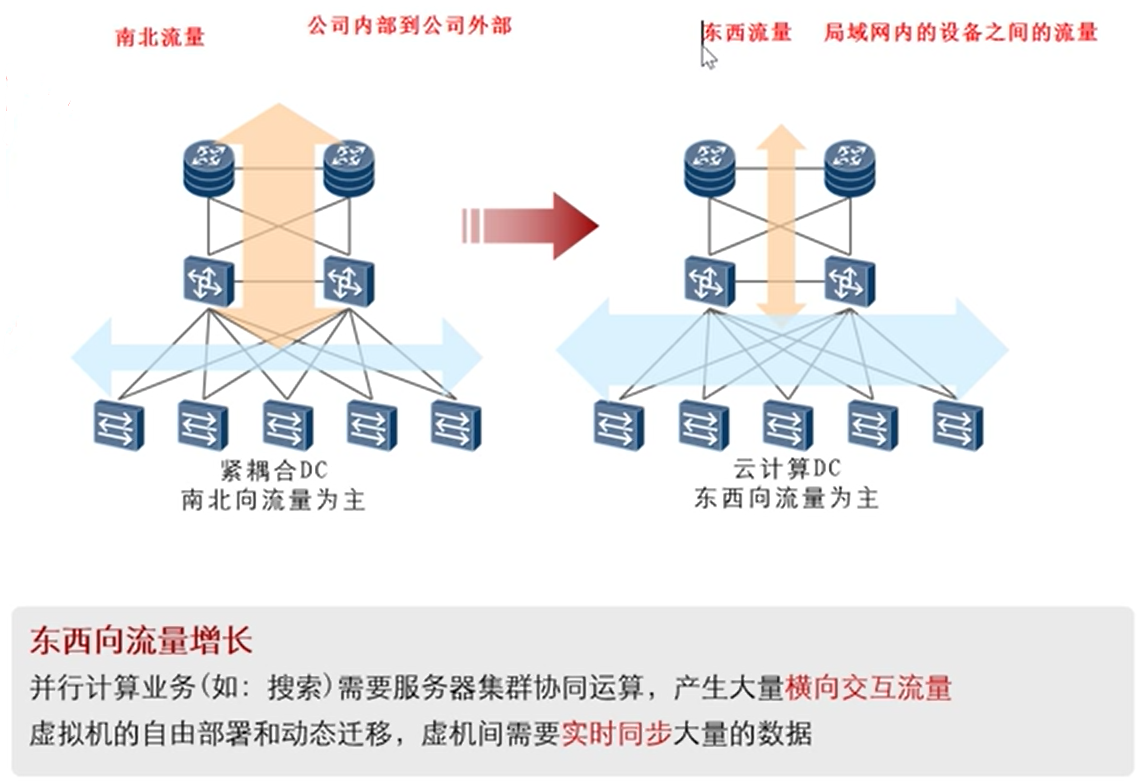 南北流量
公司内部到公司外部
东西流量
局域网内的设备之间的流量
紧耦合DC
南北向流量为主
云计算DC
东西向流量为主
东西向流量增长
并行计算业务(如：搜索)需要服务器集群协同运算，产生大量横向交互流量
虚拟机的自由部署和动态迁移，虚机间需要实时同步大量的数据